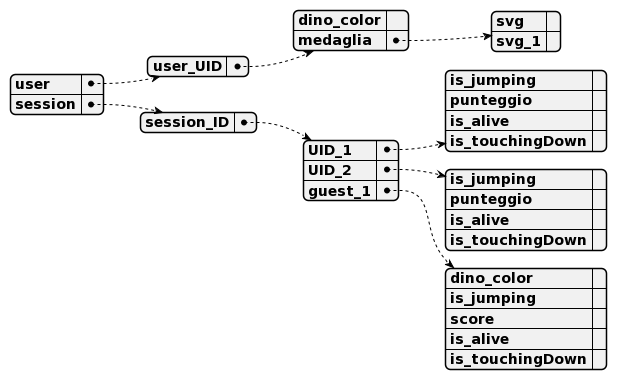 user
session
user_UID
session_ID
dino_color
medaglia
svg
svg_1
UID_1
UID_2
guest_1
is_jumping
punteggio
is_alive
is_touchingDown
is_jumping
punteggio
is_alive
is_touchingDown
dino_color
is_jumping
score
is_alive
is_touchingDown